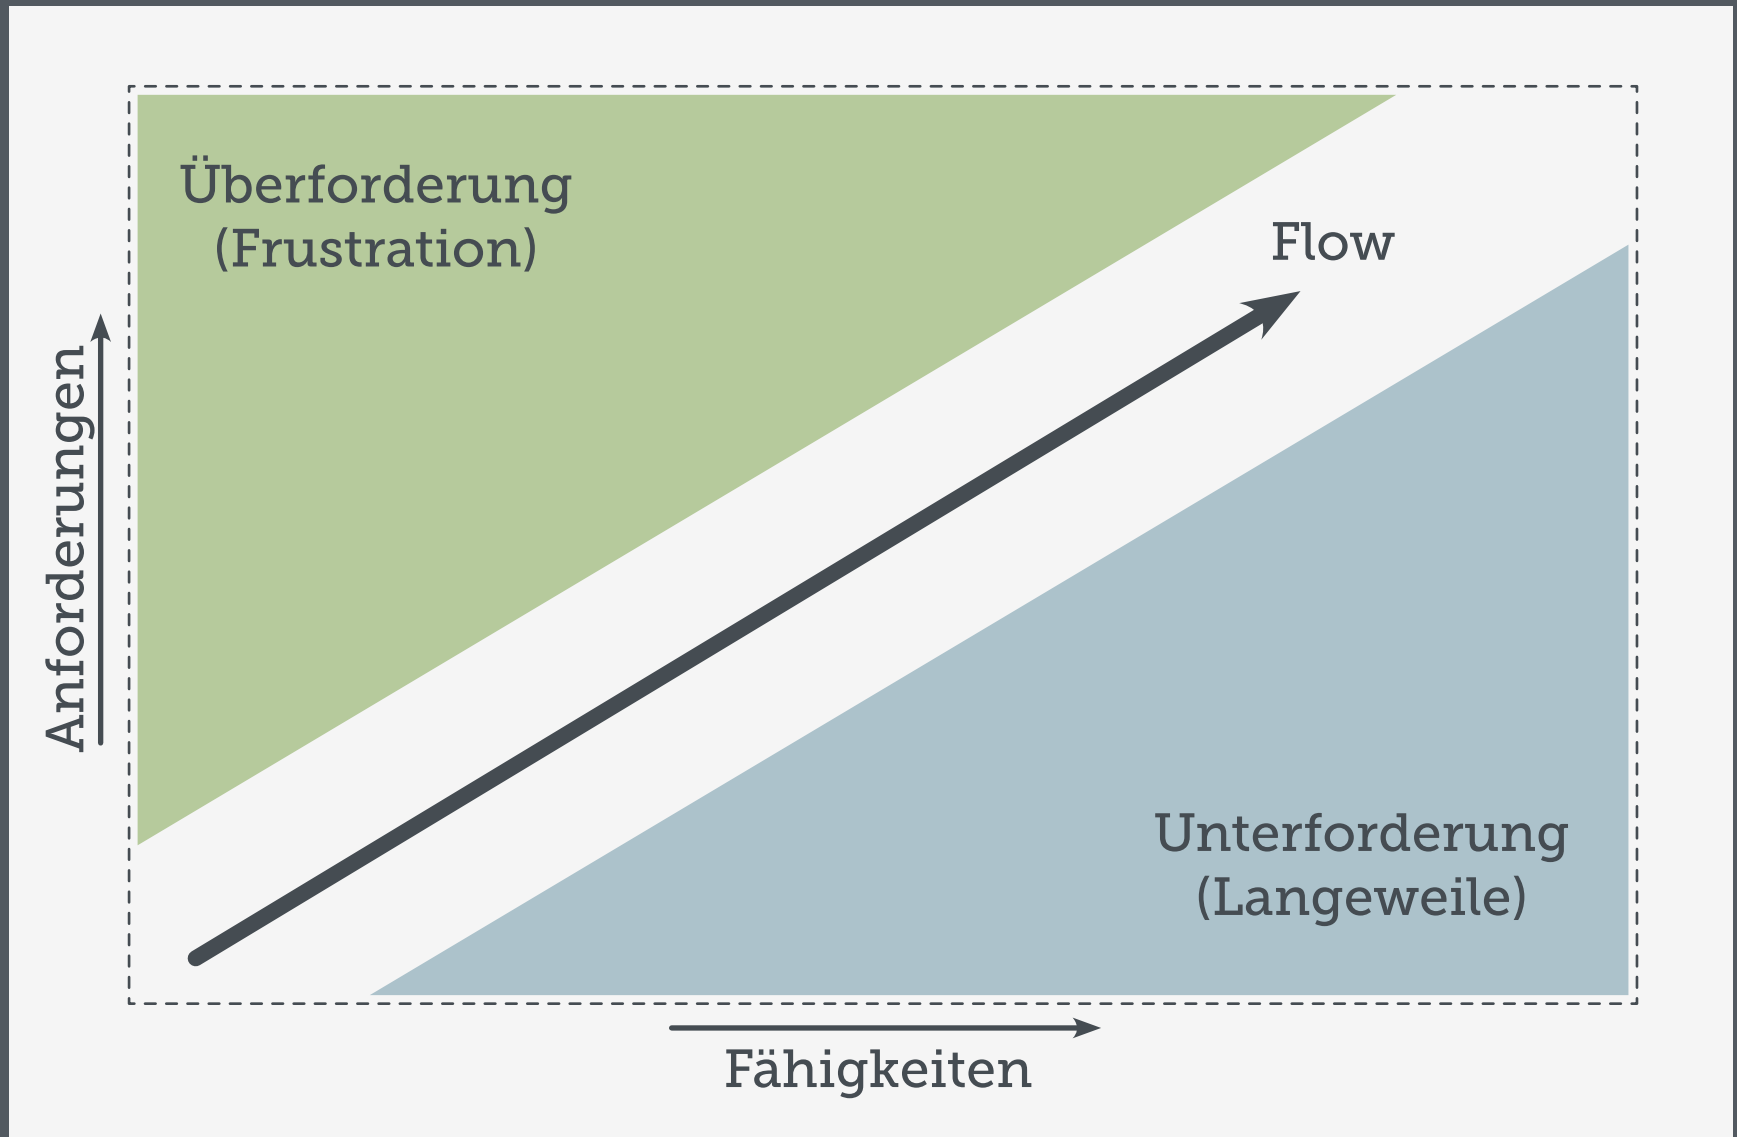 Überforderung
(Frustration)
Flow
Anforderungen
Unterforderung
(Langeweile)
Fähigkeiten